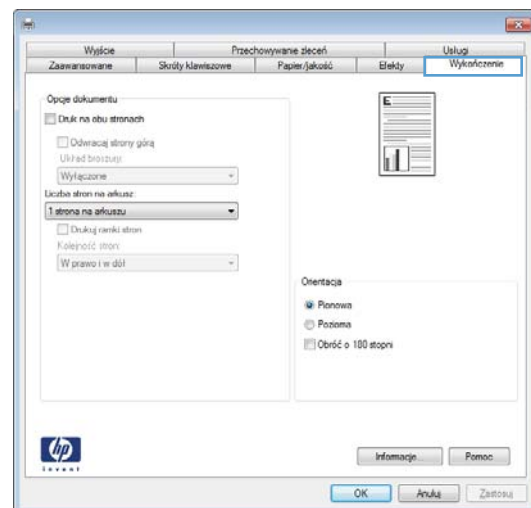 Wyjście Przechowywanie zleceń Usługi
Zaawansowane Skróty klawiszowe Papier/jakość Efekty Wykończenie
Opcje dokumentu
Druk na obu stronach
Odwracaj strony górą
Układ broszury:
Wyłączone
Liczba stron na arkusz:
1 strona na arkuszu
Drukuj ramki stron
Kolejność stron:
W prawo i w dół
E
Orientacja
Pionowa
Pozioma
Obróć o 180 stopni
hp
invent
Informacje... Pomoc
OK Anuluj Zastosuj